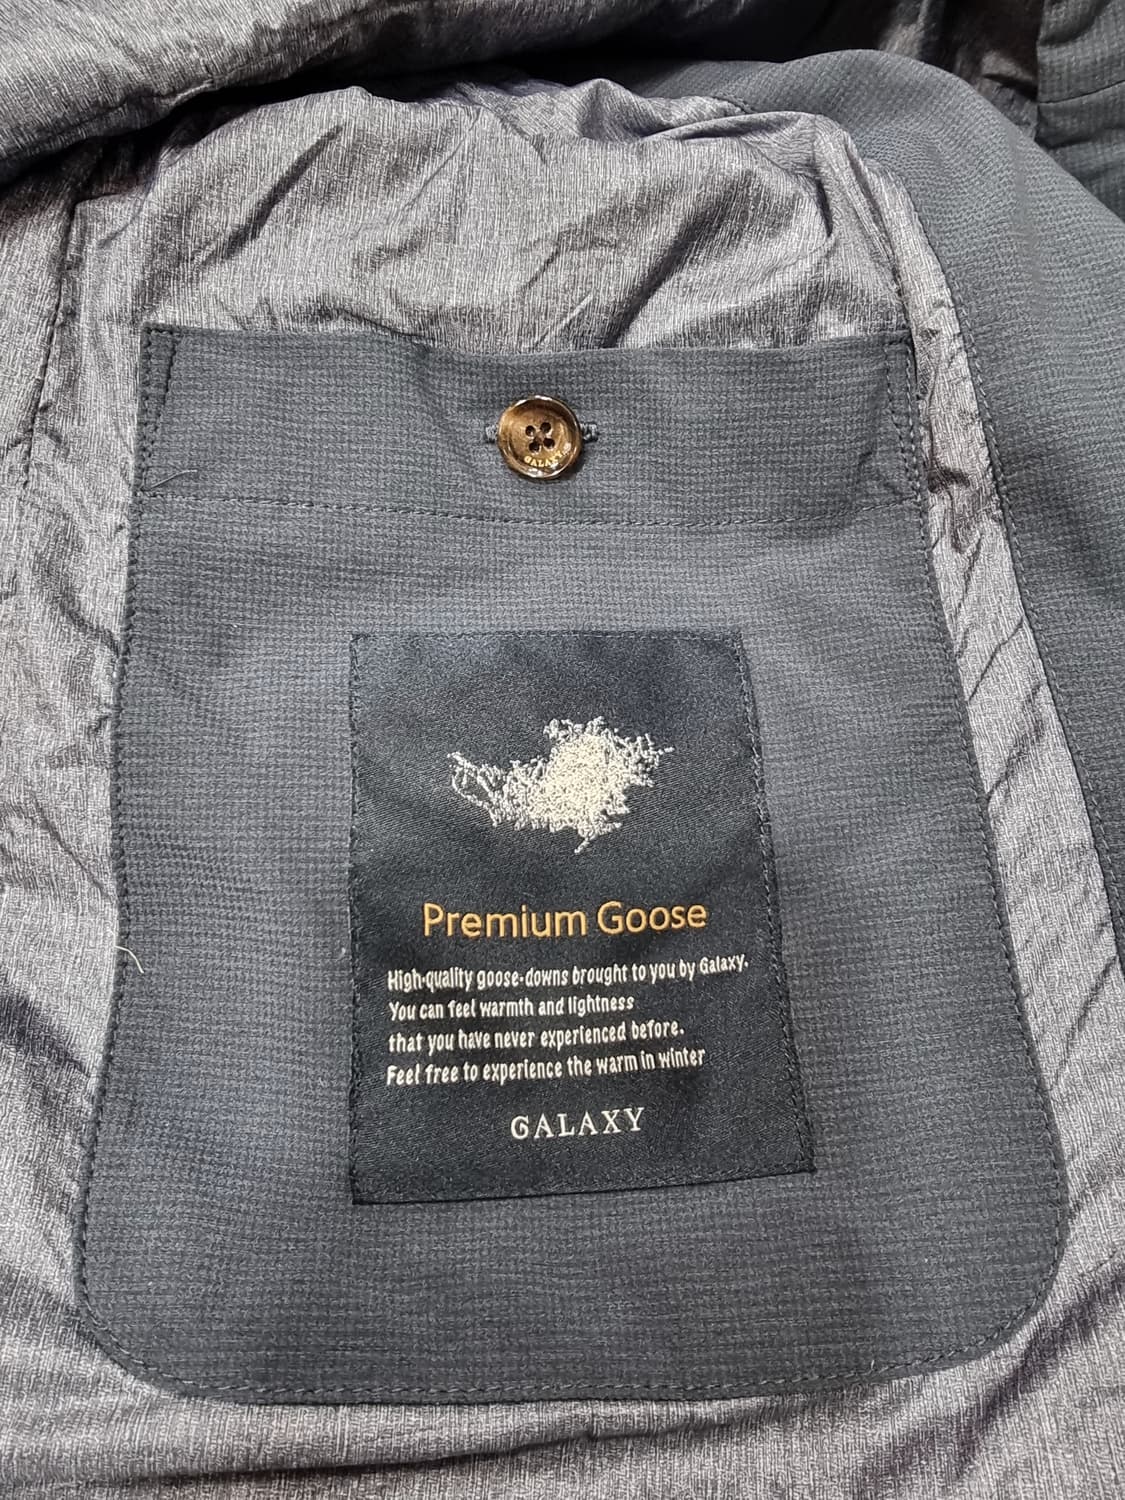 GALAXY
Premium Goose
High-quality goose-downs brought to you by Galaxy.
You can feel warmth and lightness
that you have never experienced before.
Feel free to experience the warm in winter
GALAXY